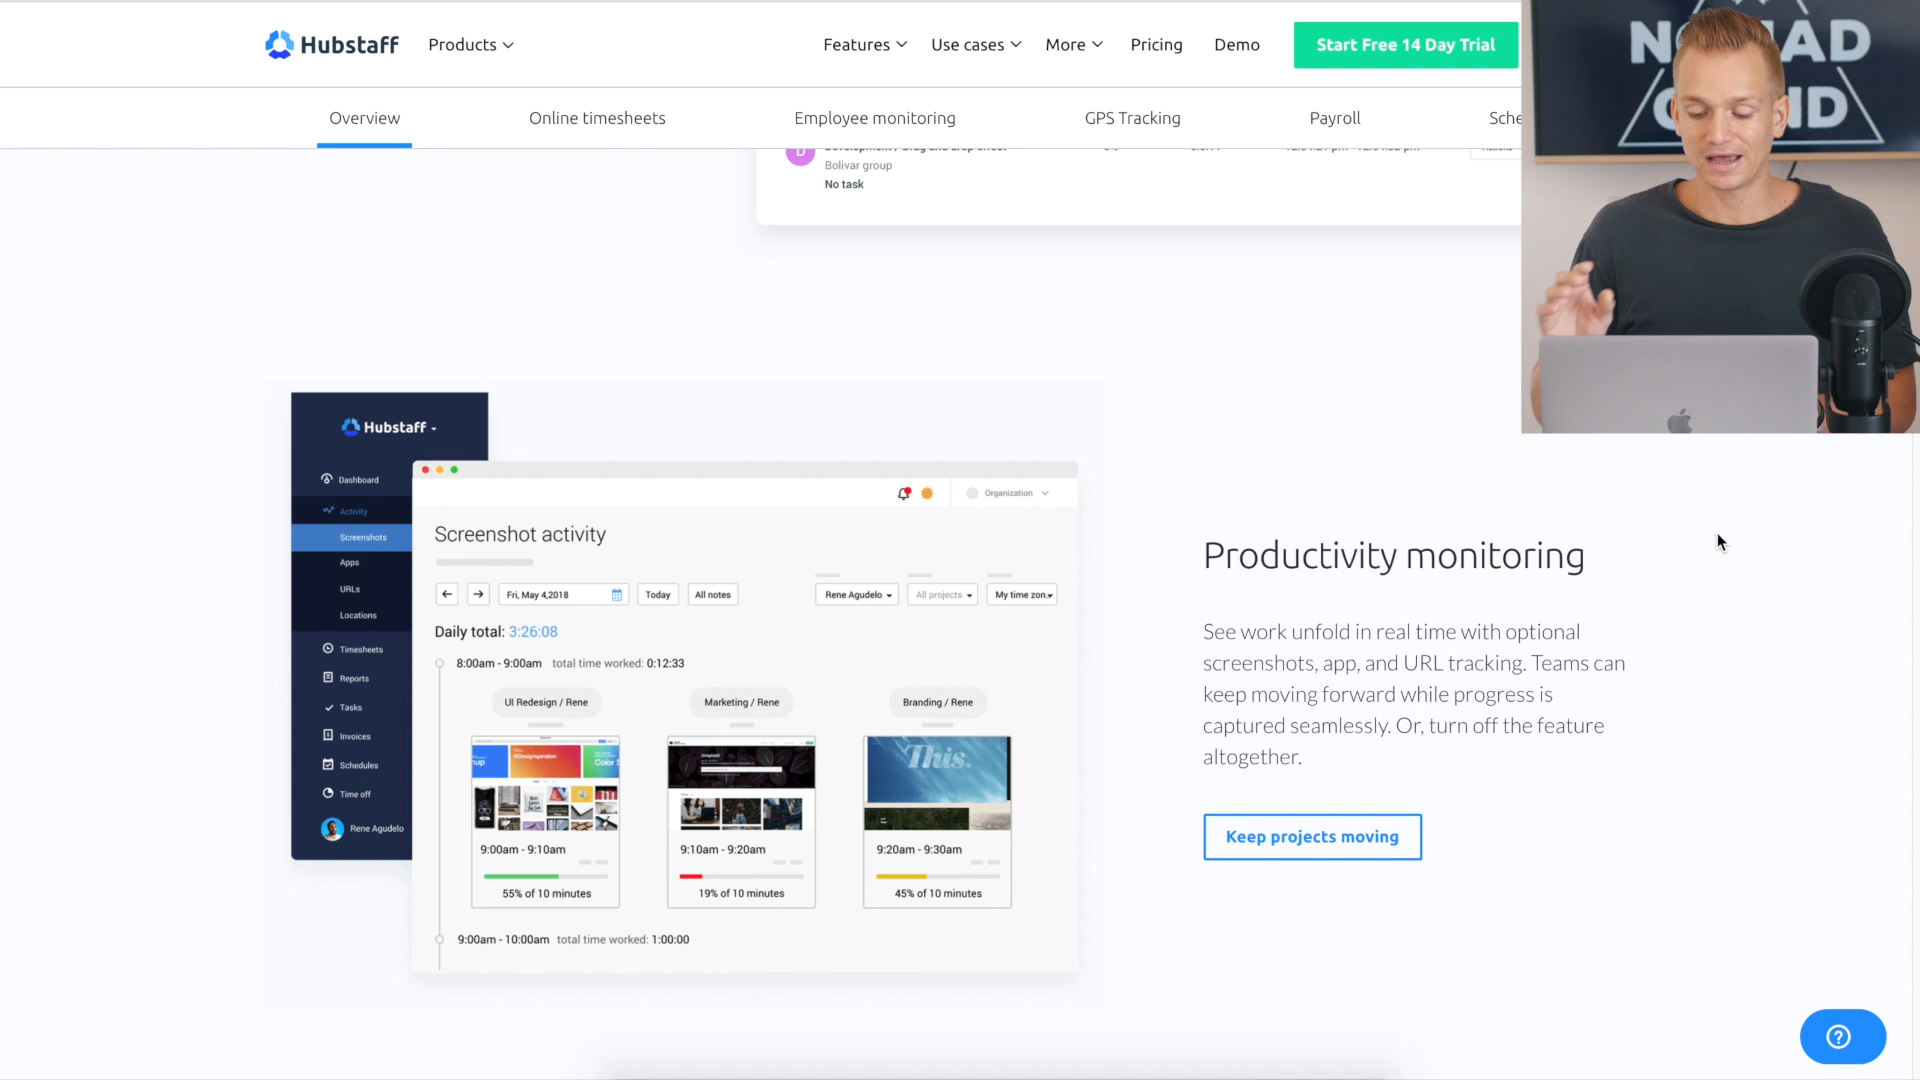 Hubstaff
Products
Features
Use cases
More
Pricing
Demo
Start Free 14 Day Trial
NOMAD
GRIND
Overview
Online timesheets
Employee monitoring
GPS Tracking
Payroll
Sche
D
Bolivar group
No task
Hubstaff
Dashboard
Activity
Screenshots
Apps
URLs
Locations
Timesheets
Reports
Tasks
Invoices
Schedules
Time off
Rene Agudelo
Organization
Screenshot activity
Fri, May 4,2018
Today
All notes
Rene Agudelo
All projects
My time zon.
Daily total: 3:26:08
8:00am - 9:00am total time worked: 0:12:33
UI Redesign / Rene
Marketing / Rene
Branding / Rene
This.
9:00am - 9:10am
9:10am - 9:20am
9:20am - 9:30am
55% of 10 minutes
19% of 10 minutes
45% of 10 minutes
9:00am - 10:00am total time worked: 1:00:00
Productivity monitoring
See work unfold in real time with optional
screenshots, app, and URL tracking. Teams can
keep moving forward while progress is
captured seamlessly. Or, turn off the feature
altogether.
Keep projects moving
?